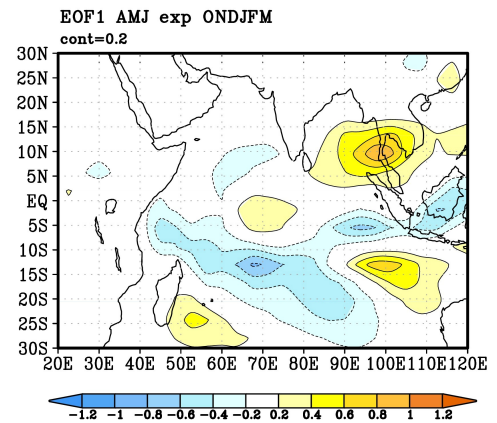 EOF1 AMJ exp ONDJFM
cont=0.2
30N
25N
20N
15N
10N
5N
EQ
5S
10S
15S
20S
25S
30S
20E 30E 40E 50E 60E 70E 80E 90E 100E 110E 120E
-1.2 -1 -0.8 -0.6 -0.4 -0.2 0.2 0.4 0.6 0.8 1 1.2